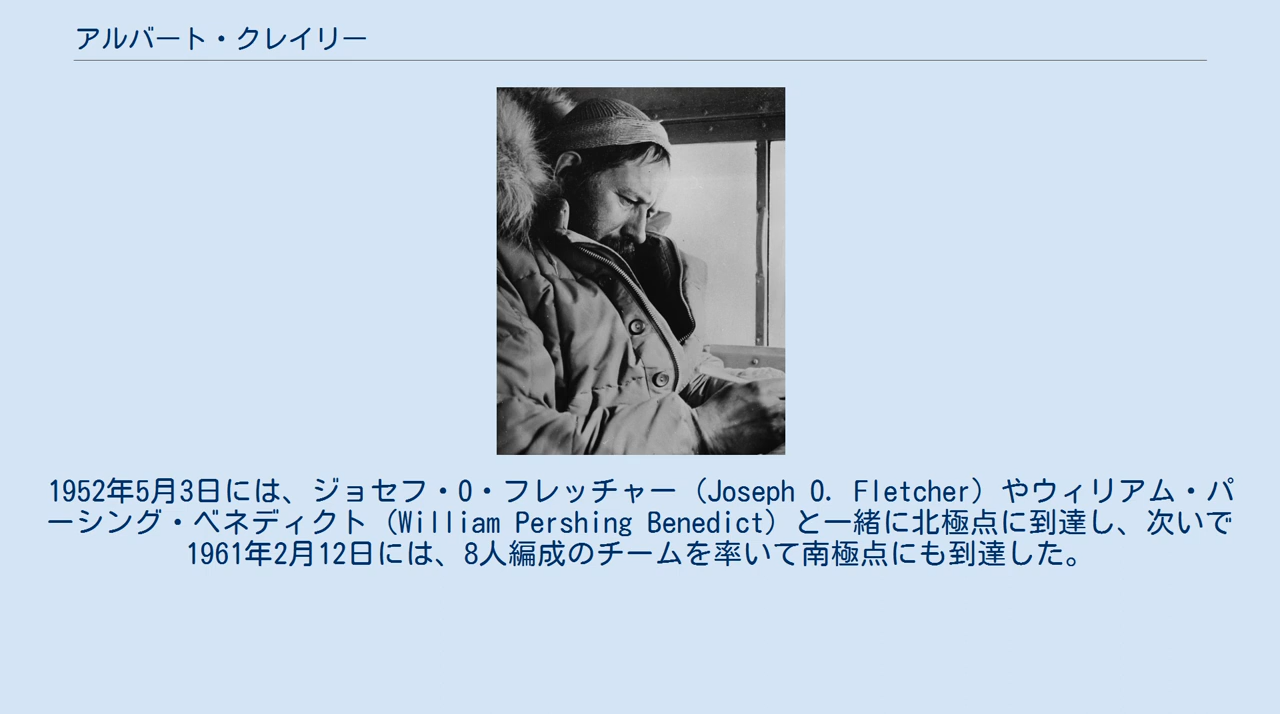 アルバート・クレイリー
1952年5月3日には、ジョセフ・O・フレッチャー（Joseph O. Fletcher）やウィリアム・パ
ーシング・ベネディクト（William Pershing Benedict）と一緒に北極点に到達し、次いで
1961年2月12日には、8人編成のチームを率いて南極点にも到達した。